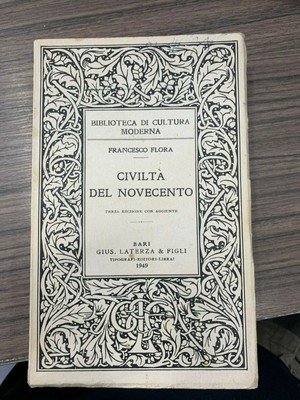 BIBLIOTECA DI CULTURA
MODERNA
FRANCESCO FLORA
CIVILTÀ
DEL NOVECENTO
TERZA EDIZIONE CON AGGIUNTE
BARI
GIUS. LATERZA & FIGLI
TIPOGRAFI-EDITORI-LIBRAI
1949